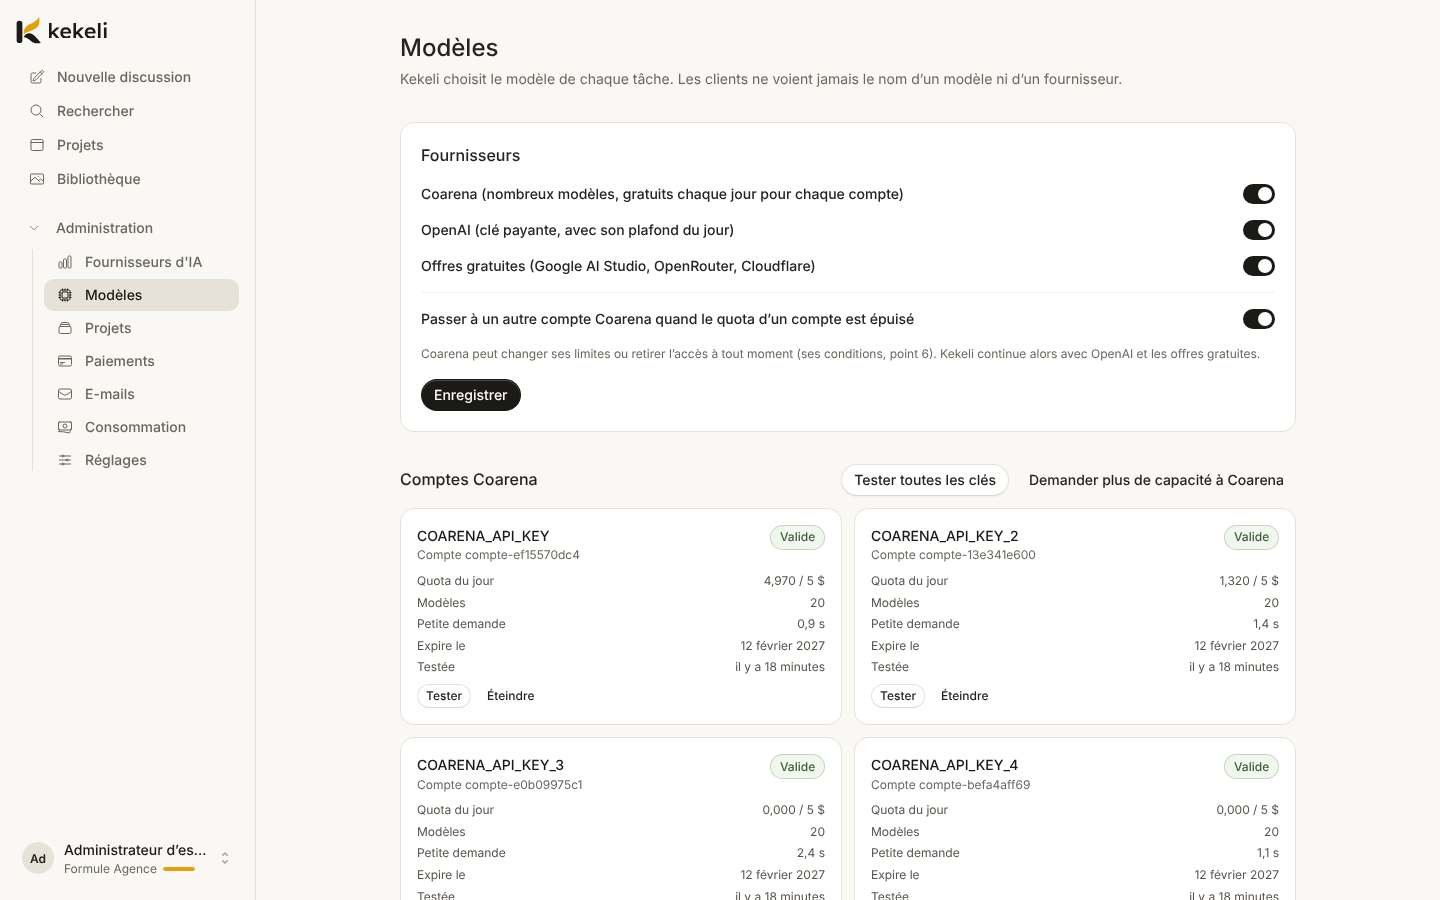 kekeli
Nouvelle discussion
Rechercher
Projets
Bibliothèque
Administration
Fournisseurs d'IA
Modèles
Projets
Paiements
E-mails
Consommation
Réglages
Ad
Administrateur d’es…
Formule Agence
Modèles
Kekeli choisit le modèle de chaque tâche. Les clients ne voient jamais le nom d’un modèle ni d’un fournisseur.
Fournisseurs
Coarena (nombreux modèles, gratuits chaque jour pour chaque compte)
OpenAI (clé payante, avec son plafond du jour)
Offres gratuites (Google AI Studio, OpenRouter, Cloudflare)
Passer à un autre compte Coarena quand le quota d’un compte est épuisé
Coarena peut changer ses limites ou retirer l’accès à tout moment (ses conditions, point 6). Kekeli continue alors avec OpenAI et les offres gratuites.
Enregistrer
Comptes Coarena
Tester toutes les clés
Demander plus de capacité à Coarena
COARENA_API_KEY
Valide
Compte compte-ef15570dc4
Quota du jour 4,970 / 5 $
Modèles 20
Petite demande 0,9 s
Expire le 12 février 2027
Testée il y a 18 minutes
Tester Éteindre
COARENA_API_KEY_2
Valide
Compte compte-13e341e600
Quota du jour 1,320 / 5 $
Modèles 20
Petite demande 1,4 s
Expire le 12 février 2027
Testée il y a 18 minutes
Tester Éteindre
COARENA_API_KEY_3
Valide
Compte compte-e0b09975c1
Quota du jour 0,000 / 5 $
Modèles 20
Petite demande 2,4 s
Expire le 12 février 2027
Testée il y a 18 minutes
COARENA_API_KEY_4
Valide
Compte compte-befa4aff69
Quota du jour 0,000 / 5 $
Modèles 20
Petite demande 1,1 s
Expire le 12 février 2027
Testée il y a 18 minutes